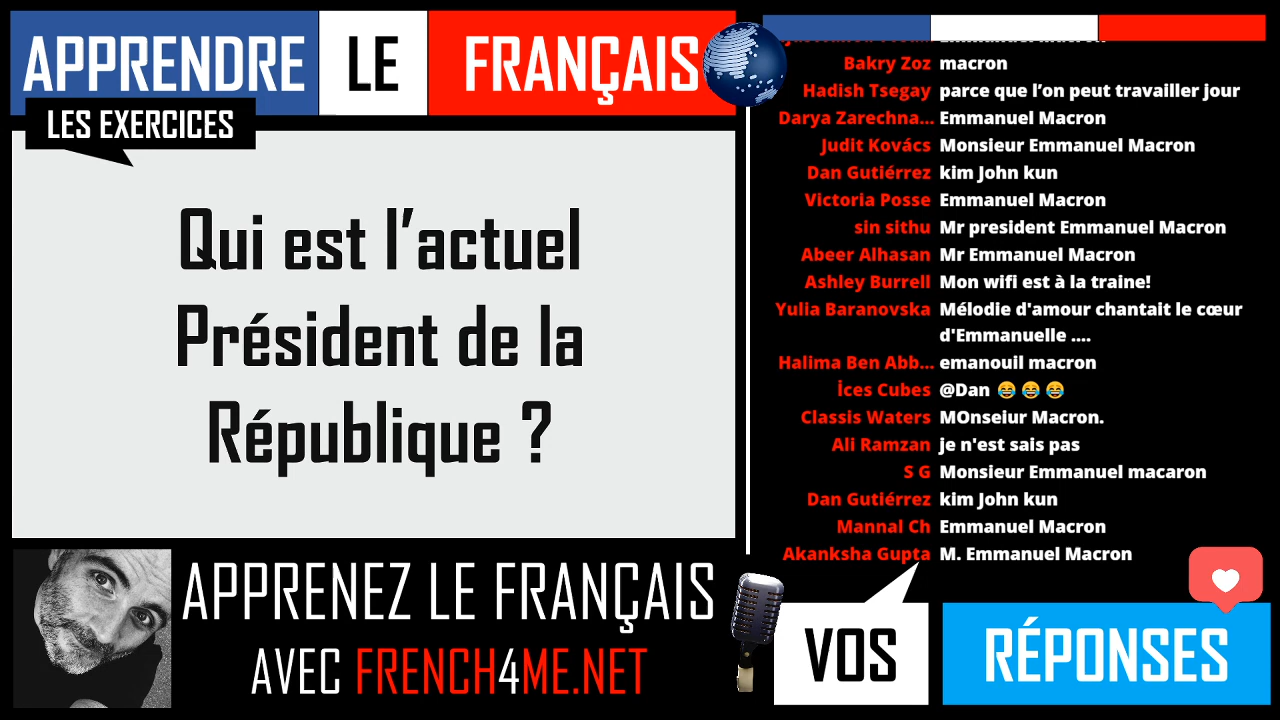 APPRENDRE LE FRANÇAIS
LES EXERCICES
Qui est l’actuel
Président de la
République ?
APPRENEZ LE FRANÇAIS
AVEC FRENCH4ME.NET
Bakry Zoz macron
Hadish Tsegay parce que l’on peut travailler jour
Darya Zarechna... Emmanuel Macron
Judit Kovács Monsieur Emmanuel Macron
Dan Gutiérrez kim John kun
Victoria Posse Emmanuel Macron
sin sithu Mr president Emmanuel Macron
Abeer Alhasan Mr Emmanuel Macron
Ashley Burrell Mon wifi est à la traine!
Yulia Baranovska Mélodie d'amour chantait le cœur
d'Emmanuelle ....
Halima Ben Abb... emanouil macron
İces Cubes @Dan 😂 😂 😂
Classis Waters MOnseiur Macron.
Ali Ramzan je n'est sais pas
S G Monsieur Emmanuel macaron
Dan Gutiérrez kim John kun
Mannal Ch Emmanuel Macron
Akanksha Gupta M. Emmanuel Macron
VOS RÉPONSES